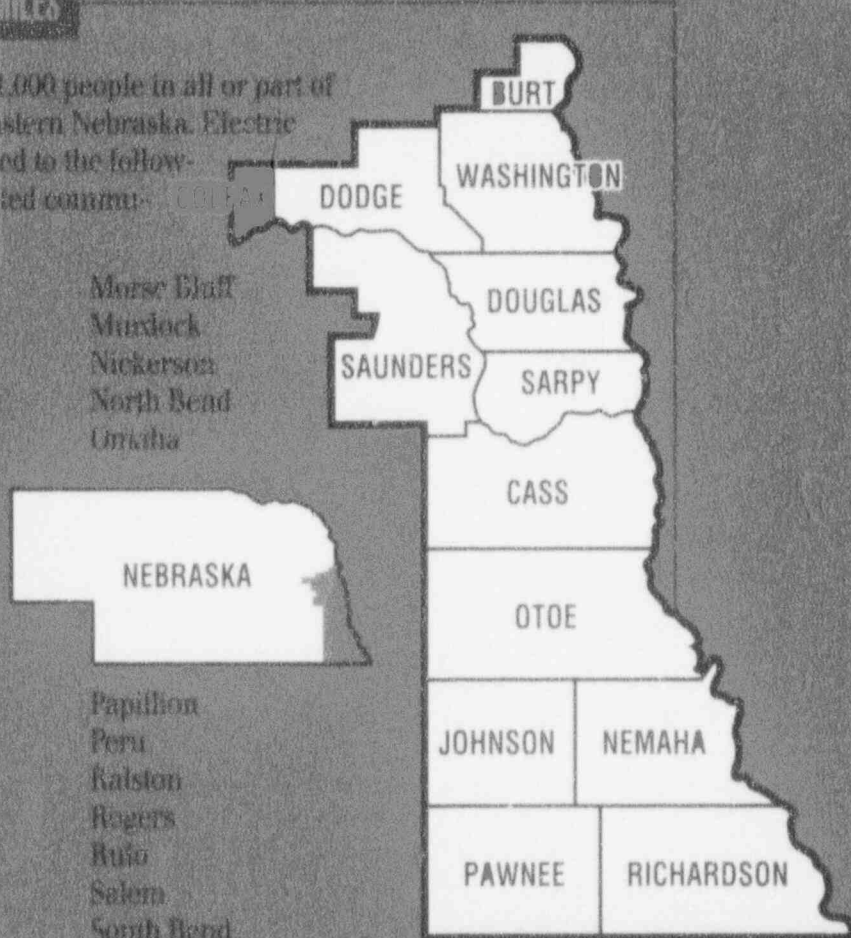 MILES
,000 people in all or part of
astern Nebraska. Electric
ed to the follow-
ted commu-
BURT
WASHINGTON
DODGE
Morse Bluff
Murdock
Nickerson
North Bend
Omaha
DOUGLAS
SAUNDERS
SARPY
CASS
NEBRASKA
OTOE
Papillion
Peru
Ralston
Rogers
Rulo
Salem
South Bend
JOHNSON
NEMAHA
PAWNEE
RICHARDSON